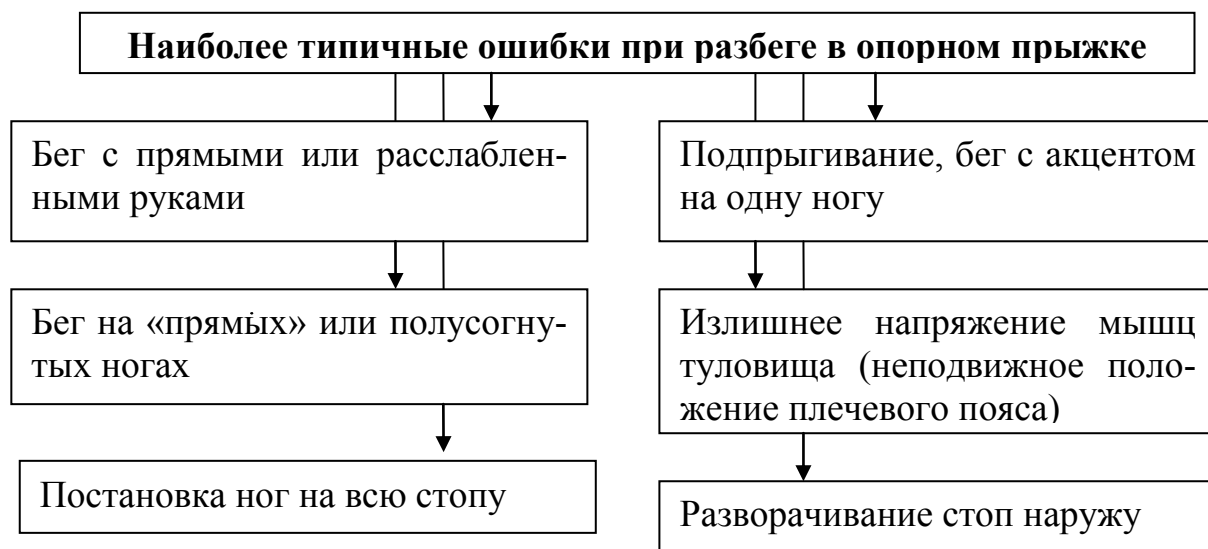 Наиболее типичные ошибки при разбеге в опорном прыжке
Бег с прямыми или расслаблен-
ными руками
Бег на «прямых» или полусогну-
тых ногах
Постановка ног на всю стопу
Подпрыгивание, бег с акцентом
на одну ногу
Излишнее напряжение мышц
туловища (неподвижное поло-
жение плечевого пояса)
Разворачивание стоп наружу